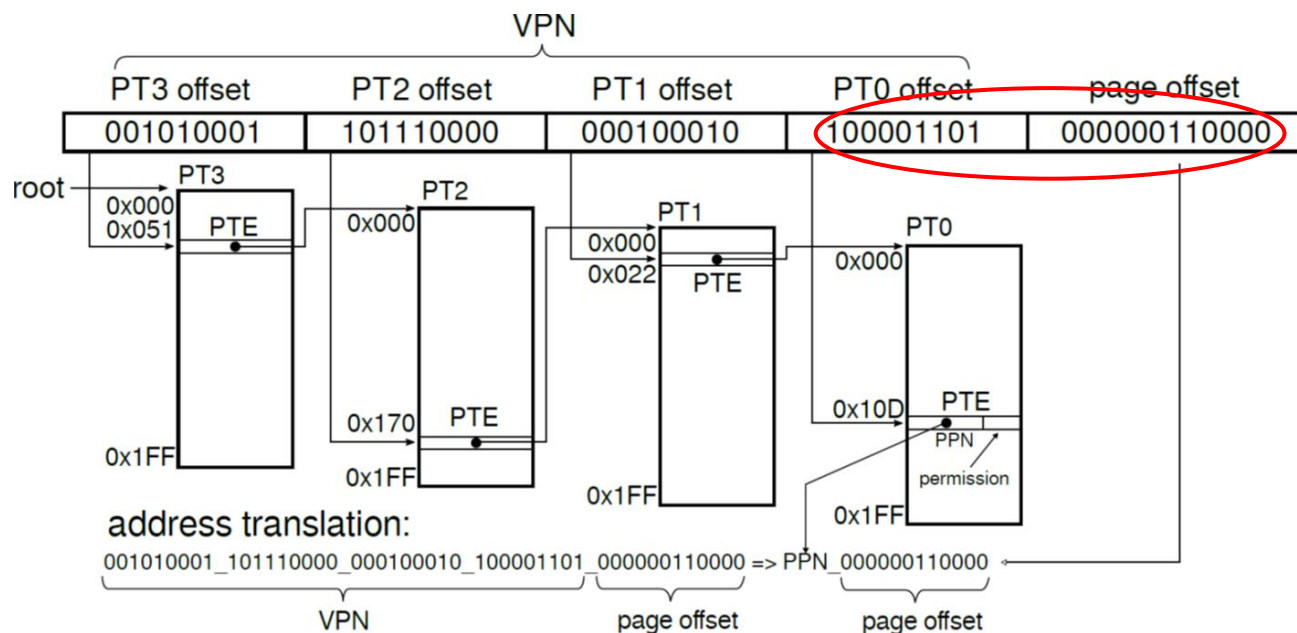 VPN
PT3 offset PT2 offset PT1 offset PT0 offset page offset
001010001 101110000 000100010 100001101 000000110000
root
PT3
0x000
0x051
PTE
0x1FF
PT2
0x000
0x170
PTE
0x1FF
PT1
0x000
0x022
PTE
0x1FF
PT0
0x000
0x10D
PTE
PPN
permission
0x1FF
address translation:
001010001_101110000_000100010_100001101_000000110000 => PPN_000000110000
VPN page offset page offset